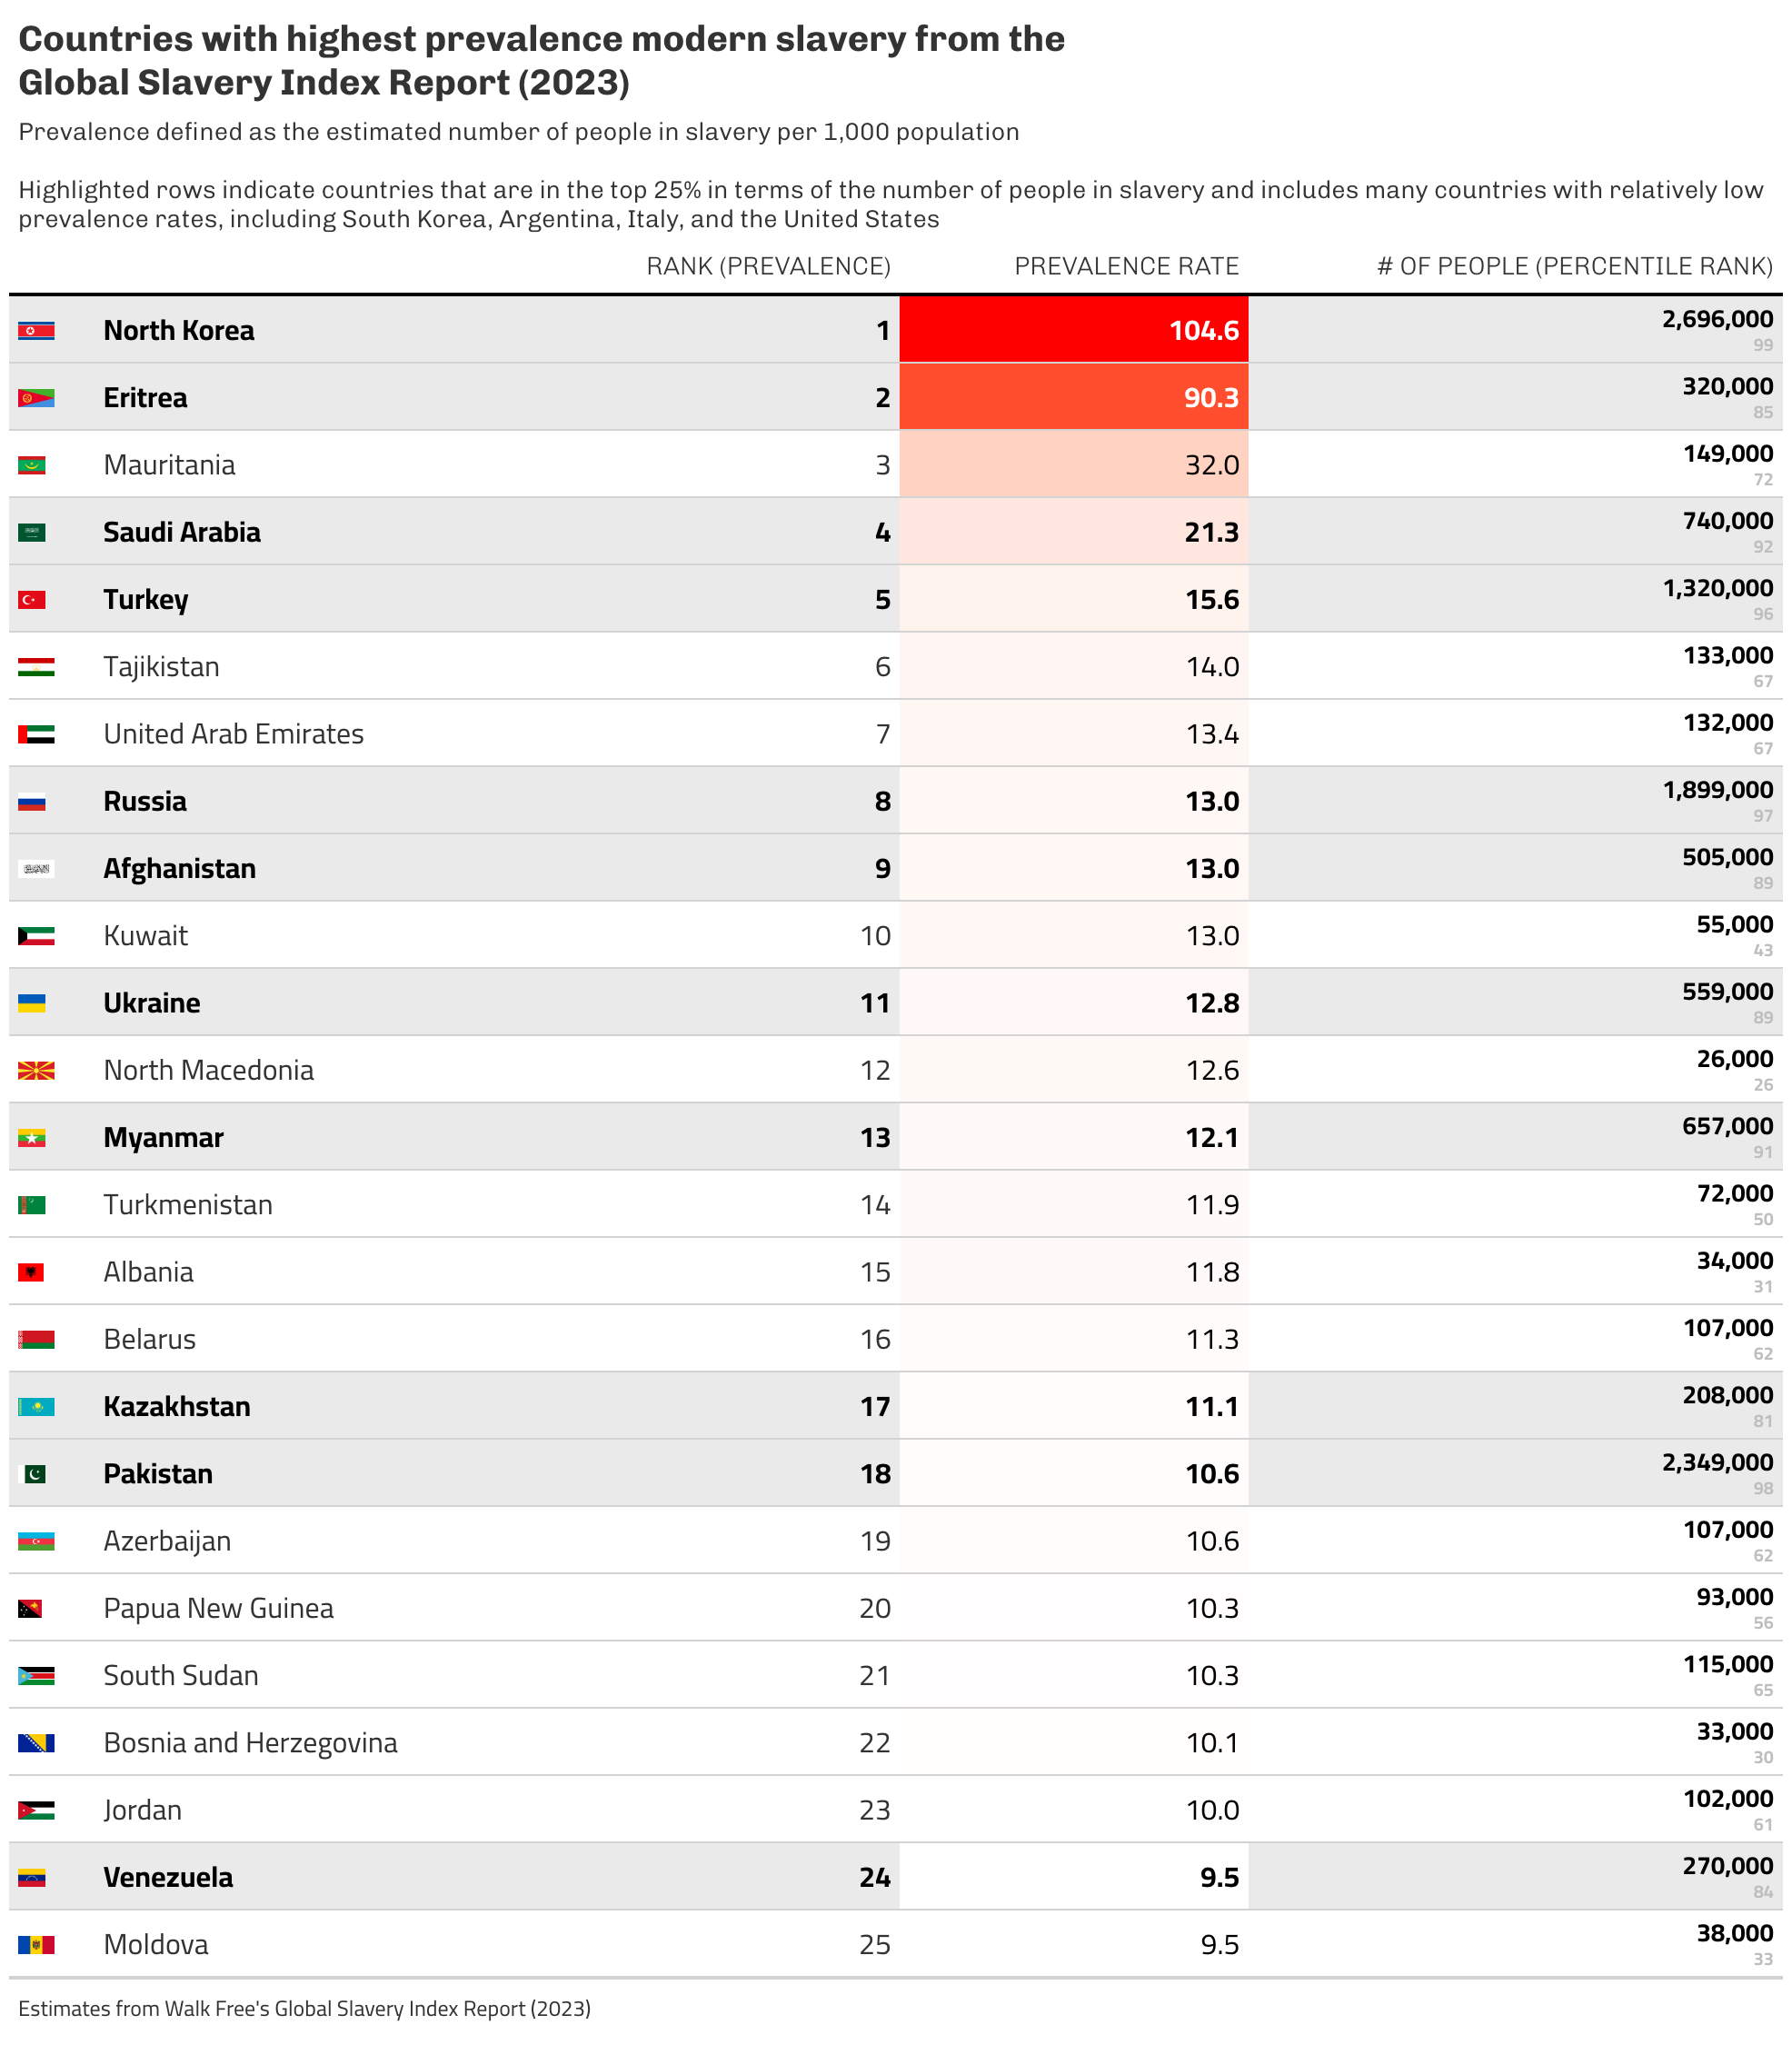 Countries with highest prevalence modern slavery from the
Global Slavery Index Report (2023)
Prevalence defined as the estimated number of people in slavery per 1,000 population
Highlighted rows indicate countries that are in the top 25% in terms of the number of people in slavery and includes many countries with relatively low
prevalence rates, including South Korea, Argentina, Italy, and the United States
RANK (PREVALENCE) PREVALENCE RATE # OF PEOPLE (PERCENTILE RANK)
North Korea 1 104.6 2,696,000
99
Eritrea 2 90.3 320,000
85
Mauritania 3 32.0 149,000
72
Saudi Arabia 4 21.3 740,000
92
Turkey 5 15.6 1,320,000
96
Tajikistan 6 14.0 133,000
67
United Arab Emirates 7 13.4 132,000
67
Russia 8 13.0 1,899,000
97
Afghanistan 9 13.0 505,000
89
Kuwait 10 13.0 55,000
43
Ukraine 11 12.8 559,000
89
North Macedonia 12 12.6 26,000
26
Myanmar 13 12.1 657,000
91
Turkmenistan 14 11.9 72,000
50
Albania 15 11.8 34,000
31
Belarus 16 11.3 107,000
62
Kazakhstan 17 11.1 208,000
81
Pakistan 18 10.6 2,349,000
98
Azerbaijan 19 10.6 107,000
62
Papua New Guinea 20 10.3 93,000
56
South Sudan 21 10.3 115,000
65
Bosnia and Herzegovina 22 10.1 33,000
30
Jordan 23 10.0 102,000
61
Venezuela 24 9.5 270,000
84
Moldova 25 9.5 38,000
33
Estimates from Walk Free's Global Slavery Index Report (2023)